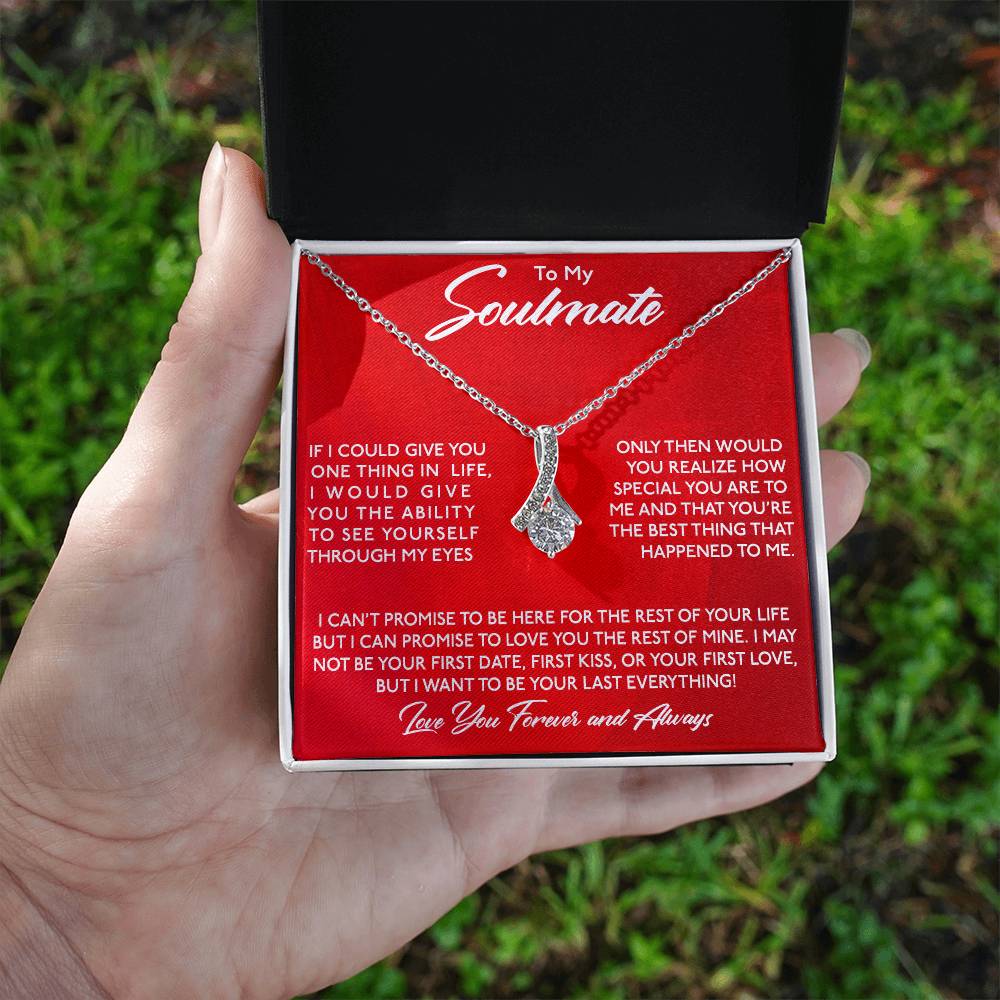 To My
Soulmate
IF I COULD GIVE YOU
ONE THING IN LIFE,
I WOULD GIVE
YOU THE ABILITY
TO SEE YOURSELF
THROUGH MY EYES
ONLY THEN WOULD
YOU REALIZE HOW
SPECIAL YOU ARE TO
ME AND THAT YOU'RE
THE BEST THING THAT
HAPPENED TO ME.
I CAN'T PROMISE TO BE HERE FOR THE REST OF YOUR LIFE
BUT I CAN PROMISE TO LOVE YOU THE REST OF MINE. I MAY
NOT BE YOUR FIRST DATE, FIRST KISS, OR YOUR FIRST LOVE,
BUT I WANT TO BE YOUR LAST EVERYTHING!
Love You Forever and Always